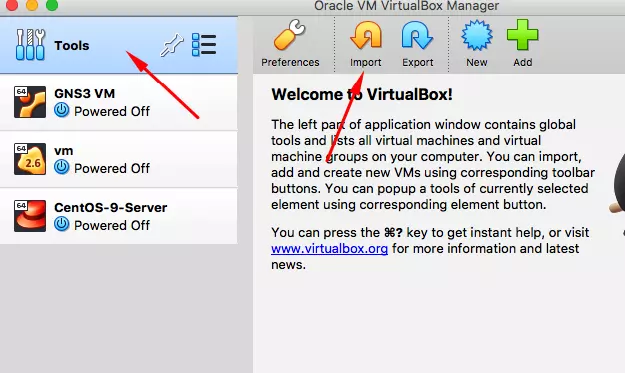 Oracle VM VirtualBox Manager
Tools
Preferences
Import
Export
New
Add
64
GNS3 VM
Powered Off
64
2.6
vm
Powered Off
64
CentOS-9-Server
Powered Off
Welcome to VirtualBox!
The left part of application window contains global
tools and lists all virtual machines and virtual
machine groups on your computer. You can import,
add and create new VMs using corresponding toolbar
buttons. You can popup a tools of currently selected
element using corresponding element button.
You can press the ⌘? key to get instant help, or visit
www.virtualbox.org for more information and latest
news.